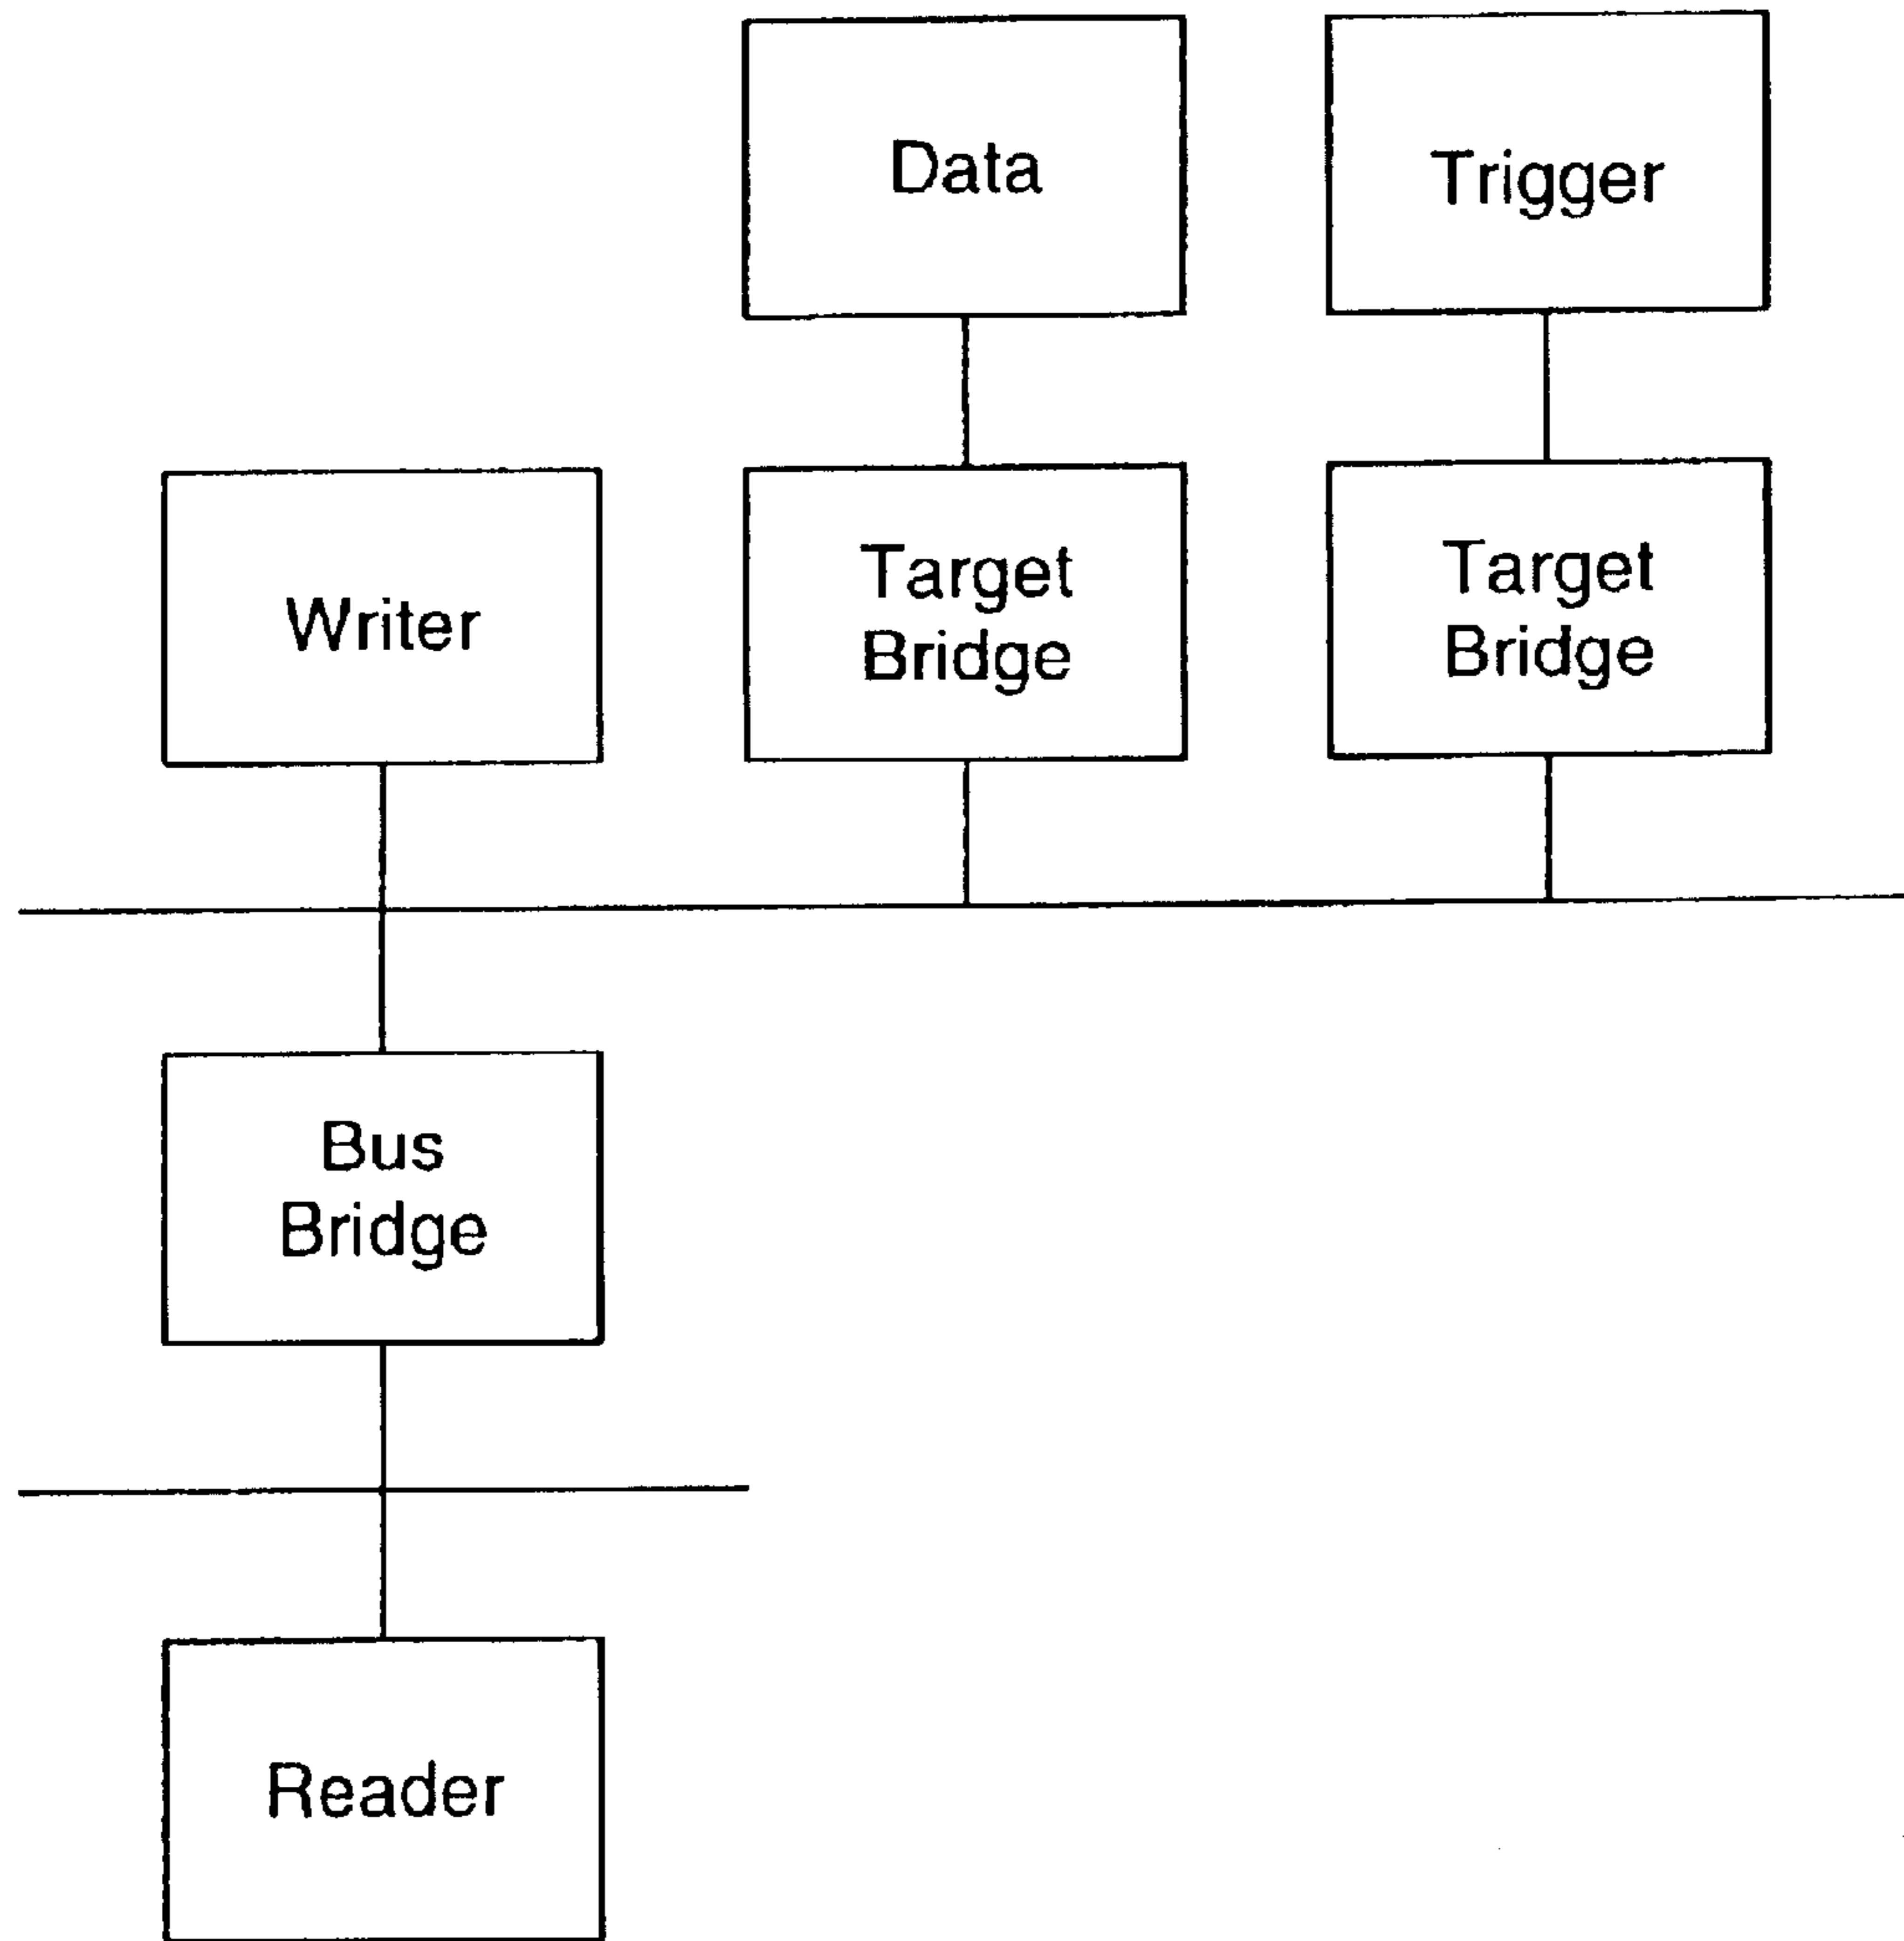 Data
Trigger
Writer
Target
Bridge
Target
Bridge
Bus
Bridge
Reader